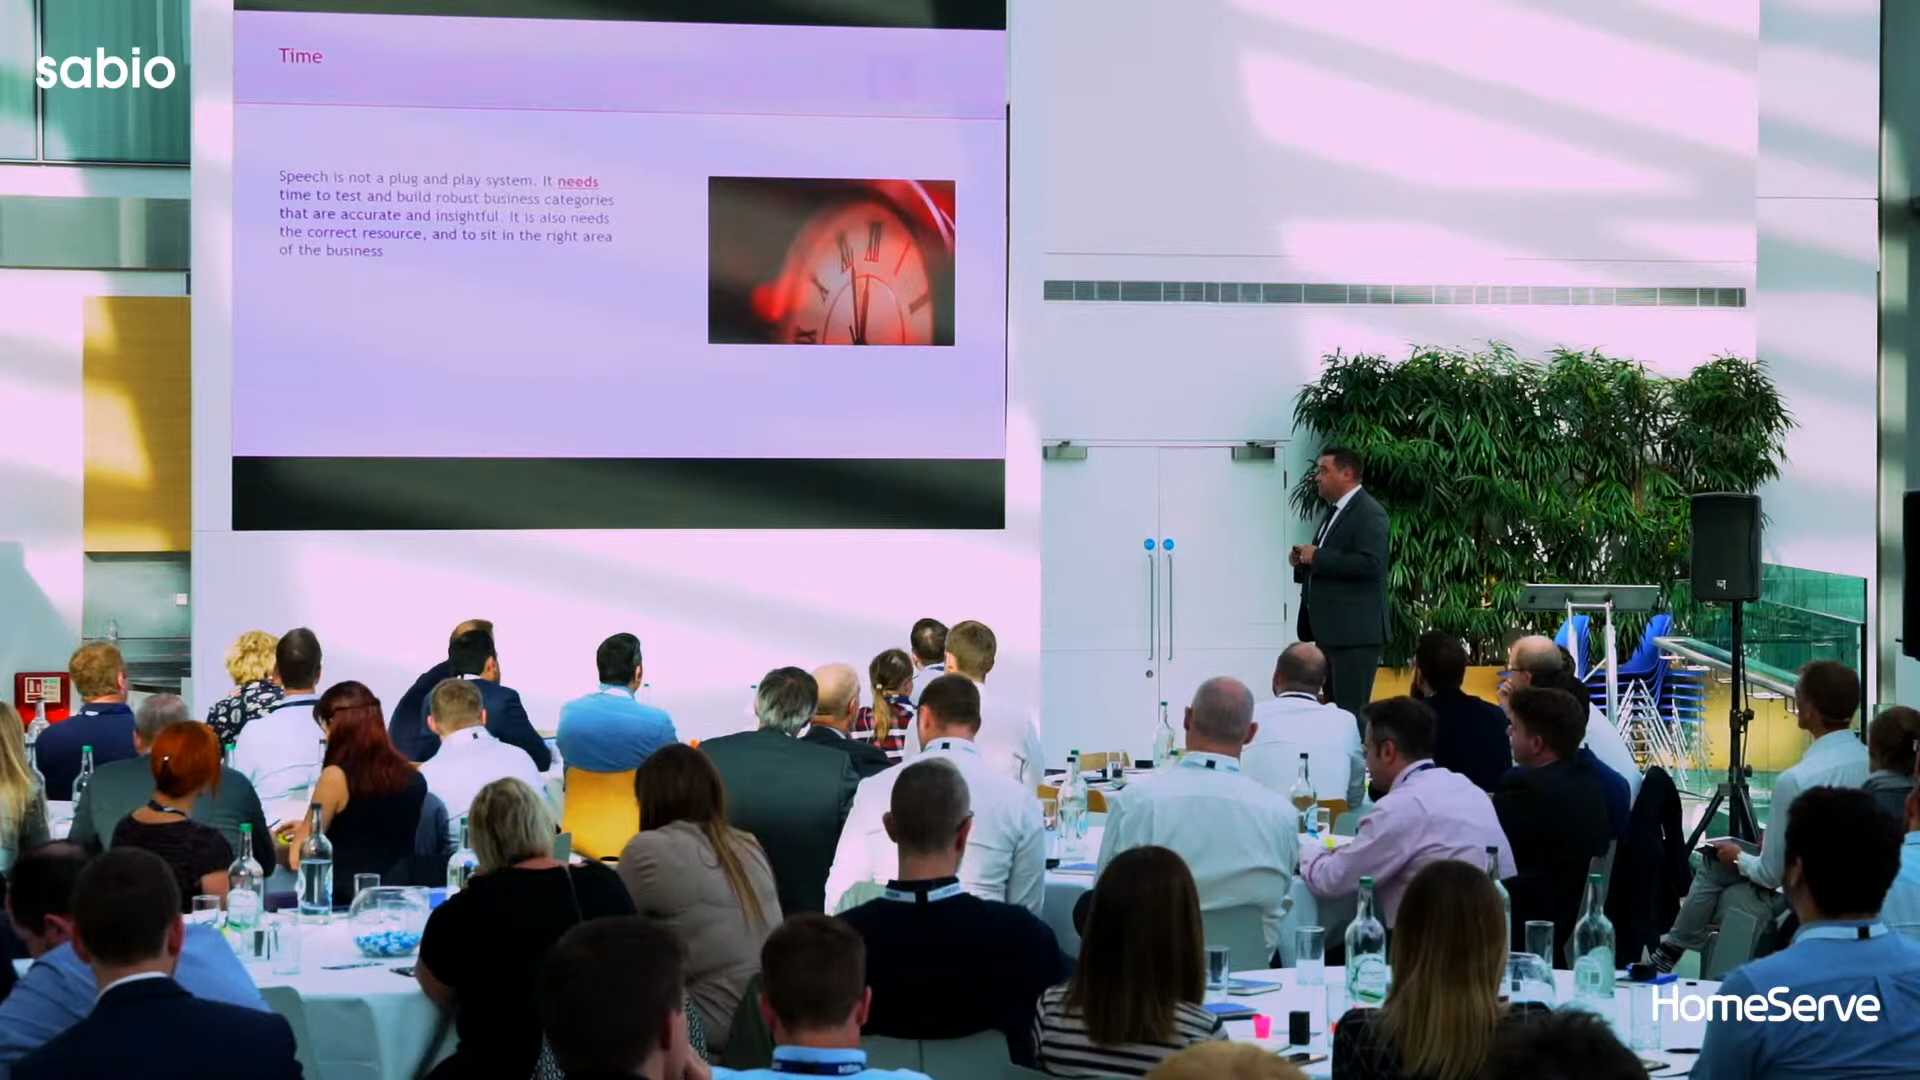 sabio
Time
Speech is not a plug and play system. It needs
time to test and build robust business categories
that are accurate and insightful. It is also needs
the correct resource, and to sit in the right area
of the business
HomeServe